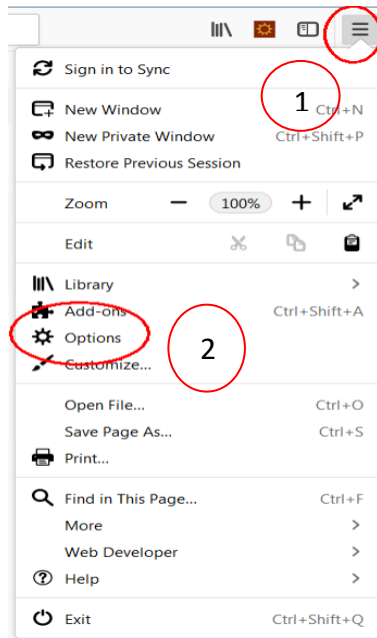 Sign in to Sync
1
New Window Ctrl+N
New Private Window Ctrl+Shift+P
Restore Previous Session
Zoom − 100% +
Edit
Library >
Add-ons Ctrl+Shift+A
Options
2
Customize...
Open File... Ctrl+O
Save Page As... Ctrl+S
Print...
Find in This Page... Ctrl+F
More >
Web Developer >
Help >
Exit Ctrl+Shift+Q